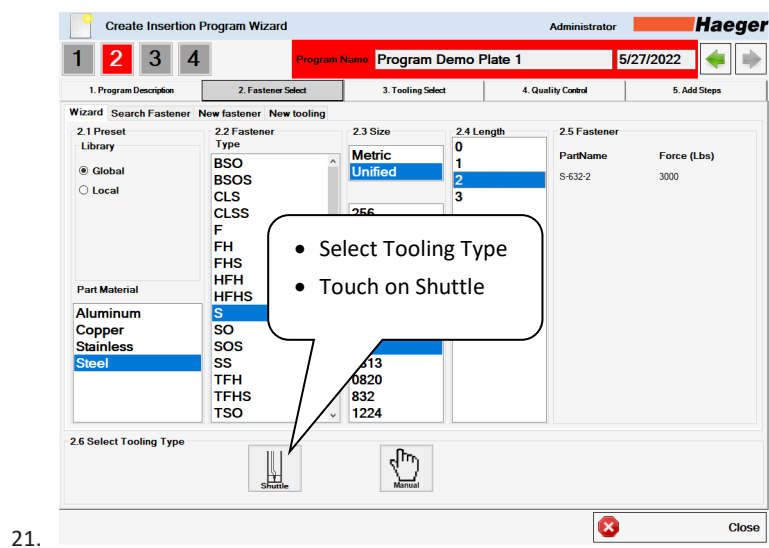 Create Insertion Program Wizard
Administrator
Haeger
1 2 3 4
Program Name Program Demo Plate 1 5/27/2022
1. Program Description
2. Fastener Select
3. Tooling Select
4. Quality Control
5. Add Steps
Wizard Search Fastener New fastener New tooling
2.1 Preset
Library
Global
Local
Part Material
Aluminum
Copper
Stainless
Steel
2.2 Fastener
Type
BSO
BSOS
CLS
CLSS
F
FH
FHS
HFH
HFHS
S
SO
SOS
SS
TFH
TFHS
TSO
2.3 Size
Metric
Unified
256
0820
832
1224
2.4 Length
0
1
2
3
2.5 Fastener
PartName Force (Lbs)
S-632-2 3000
• Select Tooling Type
• Touch on Shuttle
2.6 Select Tooling Type
Shuttle
Manual
Close
21.